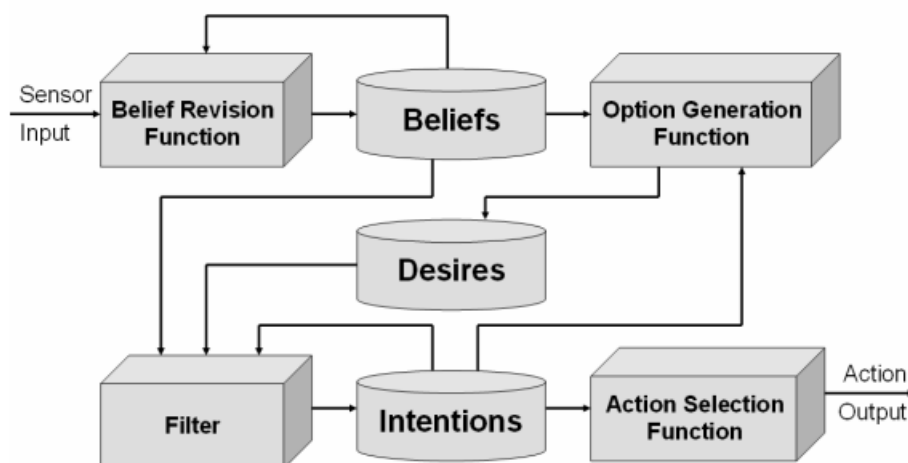 Sensor
Input
Belief Revision
Function
Beliefs
Option Generation
Function
Desires
Filter
Intentions
Action Selection
Function
Action
Output